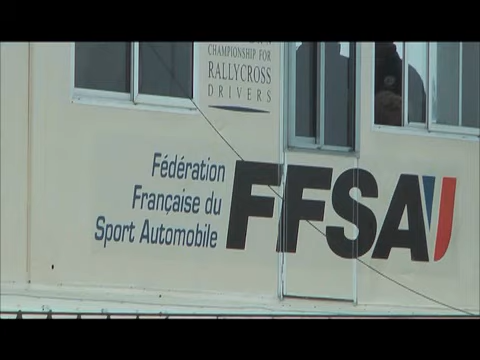 CHAMPIONSHIP FOR
RALLYCROSS
DRIVERS
Fédération
Française du
Sport Automobile
FFSA